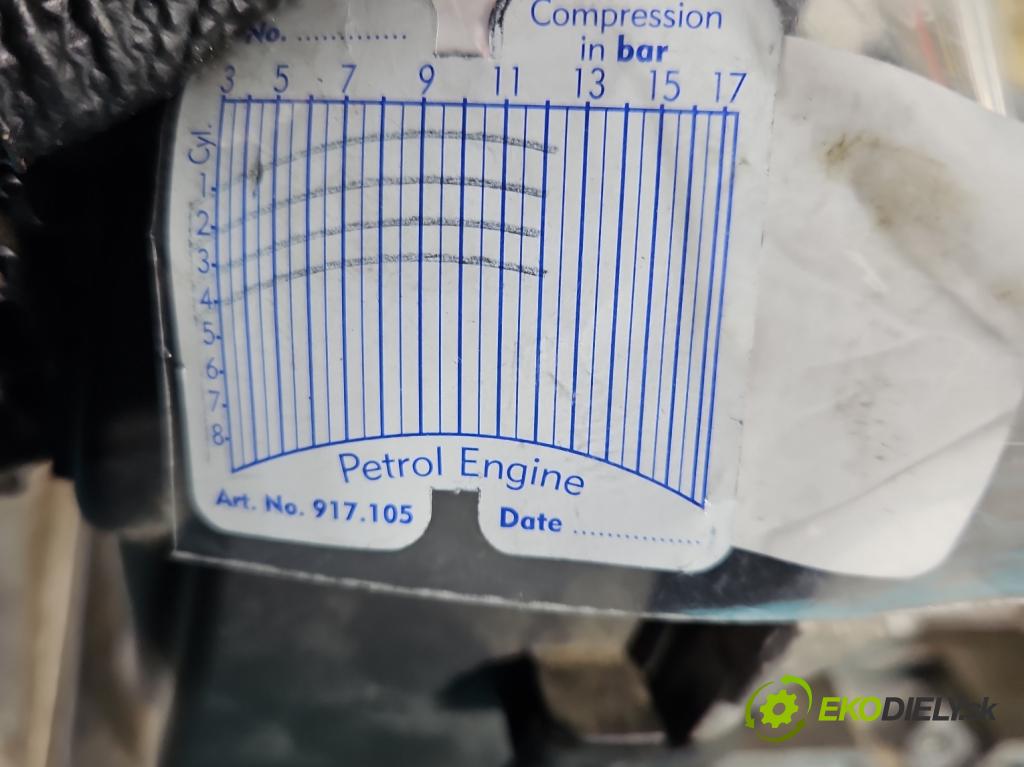 No. .............
Compression
in bar
3 5 7 9 11 13 15 17
Cyl.
1
2
3
4
5
6
7
8
Petrol Engine
Art. No. 917.105
Date ...............
EKODIELY.sk